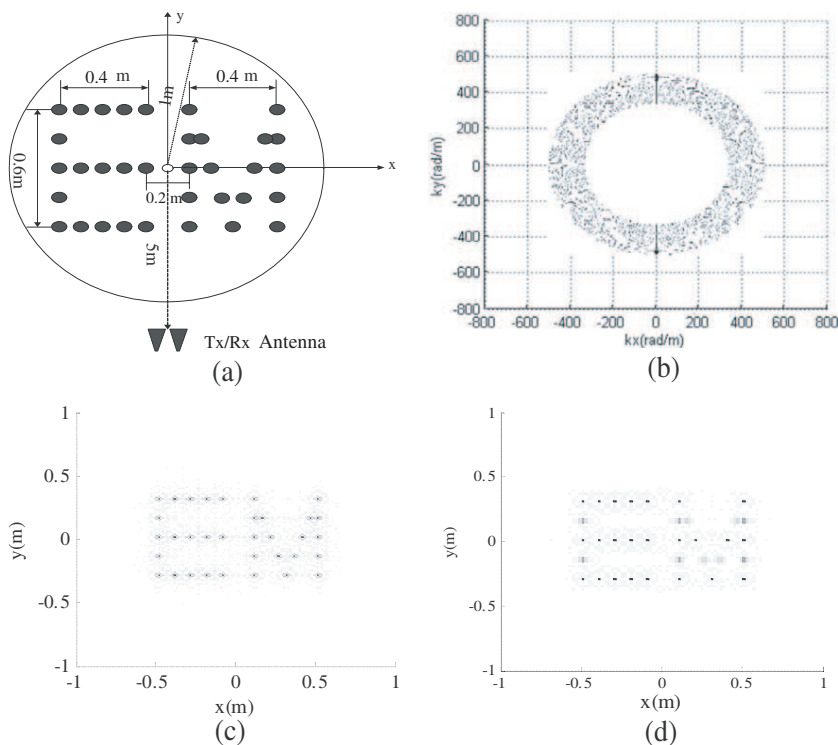 y
0.4 m
0.4 m
1m
0.6m
x
0.2 m
5m
Tx/Rx Antenna
(a)
800
600
400
200
0
-200
-400
-600
-800
ky(rad/m)
-800 -600 -400 -200 0 200 400 600 800
kx(rad/m)
(b)
1
0.5
0
-0.5
-1
y(m)
-1 -0.5 0 0.5 1
x(m)
(c)
1
0.5
0
-0.5
-1
y(m)
-1 -0.5 0 0.5 1
x(m)
(d)